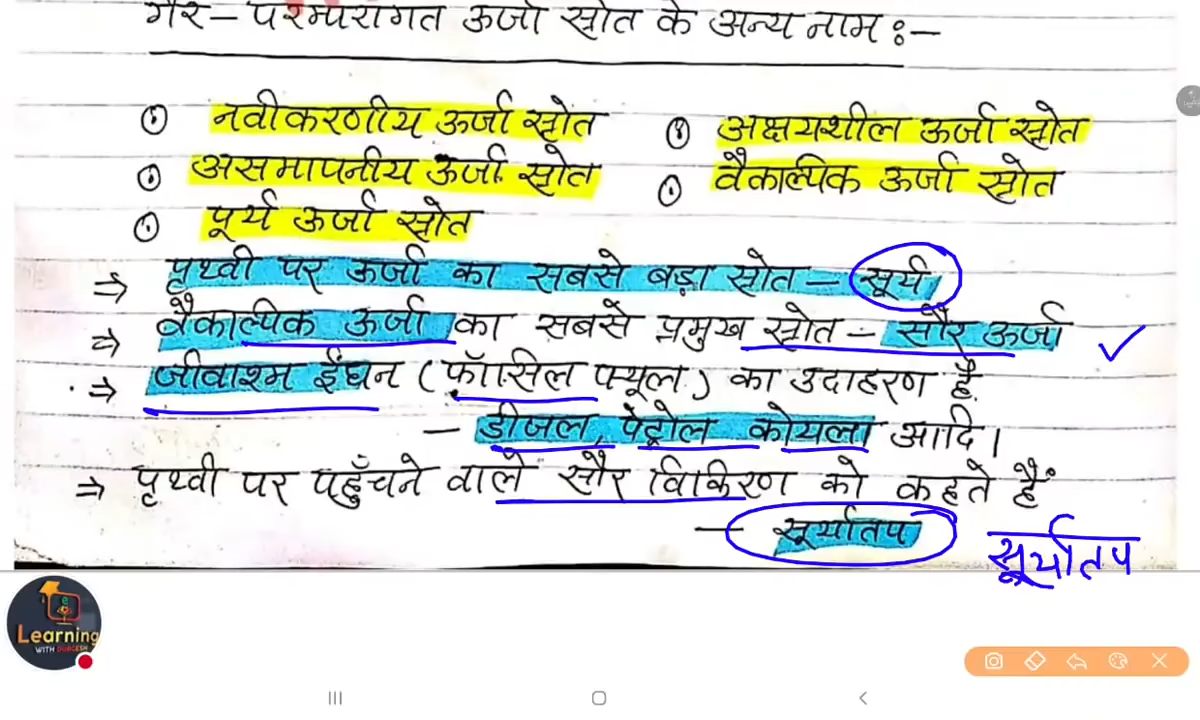 गैर - परम्परागत ऊर्जा स्रोत के अन्य नाम :-
नवीकरणीय ऊर्जा स्रोत
अक्षयशील ऊर्जा स्रोत
असमापनीय ऊर्जा स्रोत
वैकल्पिक ऊर्जा स्रोत
पूर्य ऊर्जा स्रोत
⇒ पृथ्वी पर ऊर्जा का सबसे बड़ा स्रोत – सूर्य
⇒ वैकाल्पिक ऊर्जा का सबसे प्रमुख स्रोत – सौर ऊर्जा
⇒ जीवाश्म ईंधन (फॉसिल फ्यूल) का उदाहरण है
– डीजल, पेट्रोल कोयला आदि।
⇒ पृथ्वी पर पहुँचने वाले सौर विकिरण को कहते हैं
– सूर्यातप
सूर्यातप
e
Learning
WITH DURGESH